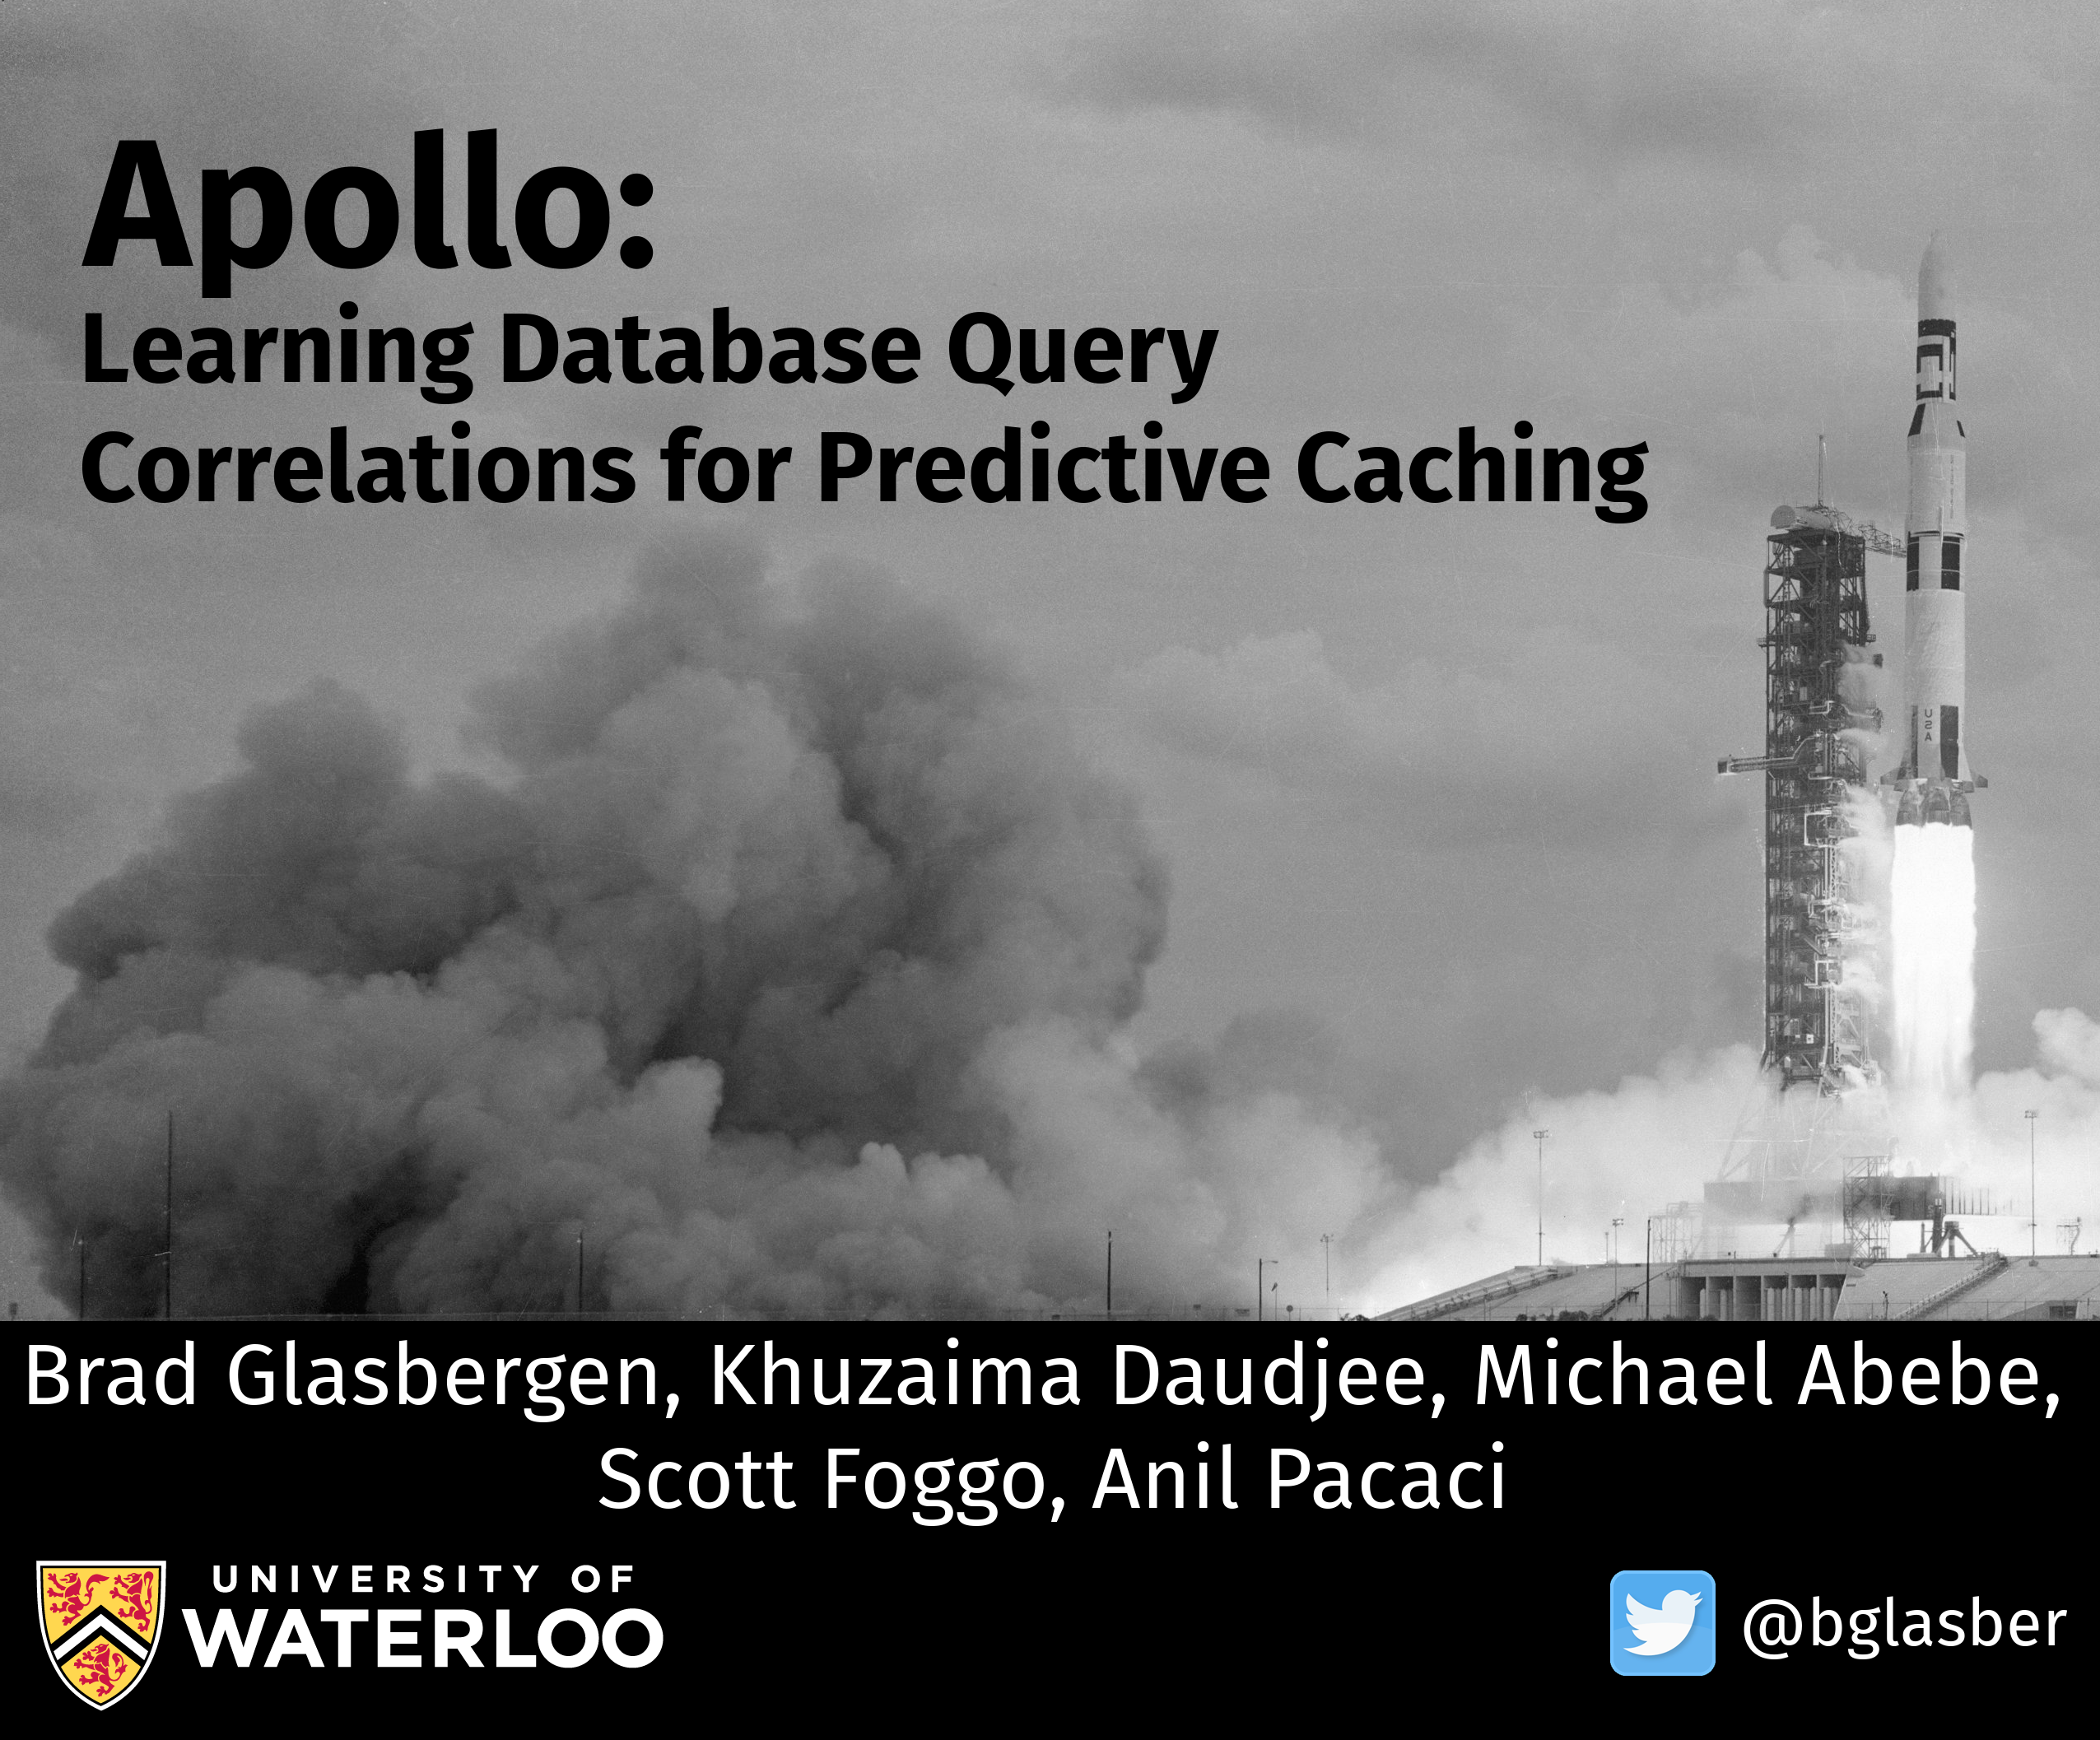 Apollo:
Learning Database Query
Correlations for Predictive Caching
U
S
A
Brad Glasbergen, Khuzaima Daudjee, Michael Abebe,
Scott Foggo, Anil Pacaci
UNIVERSITY OF
WATERLOO
@bglasber